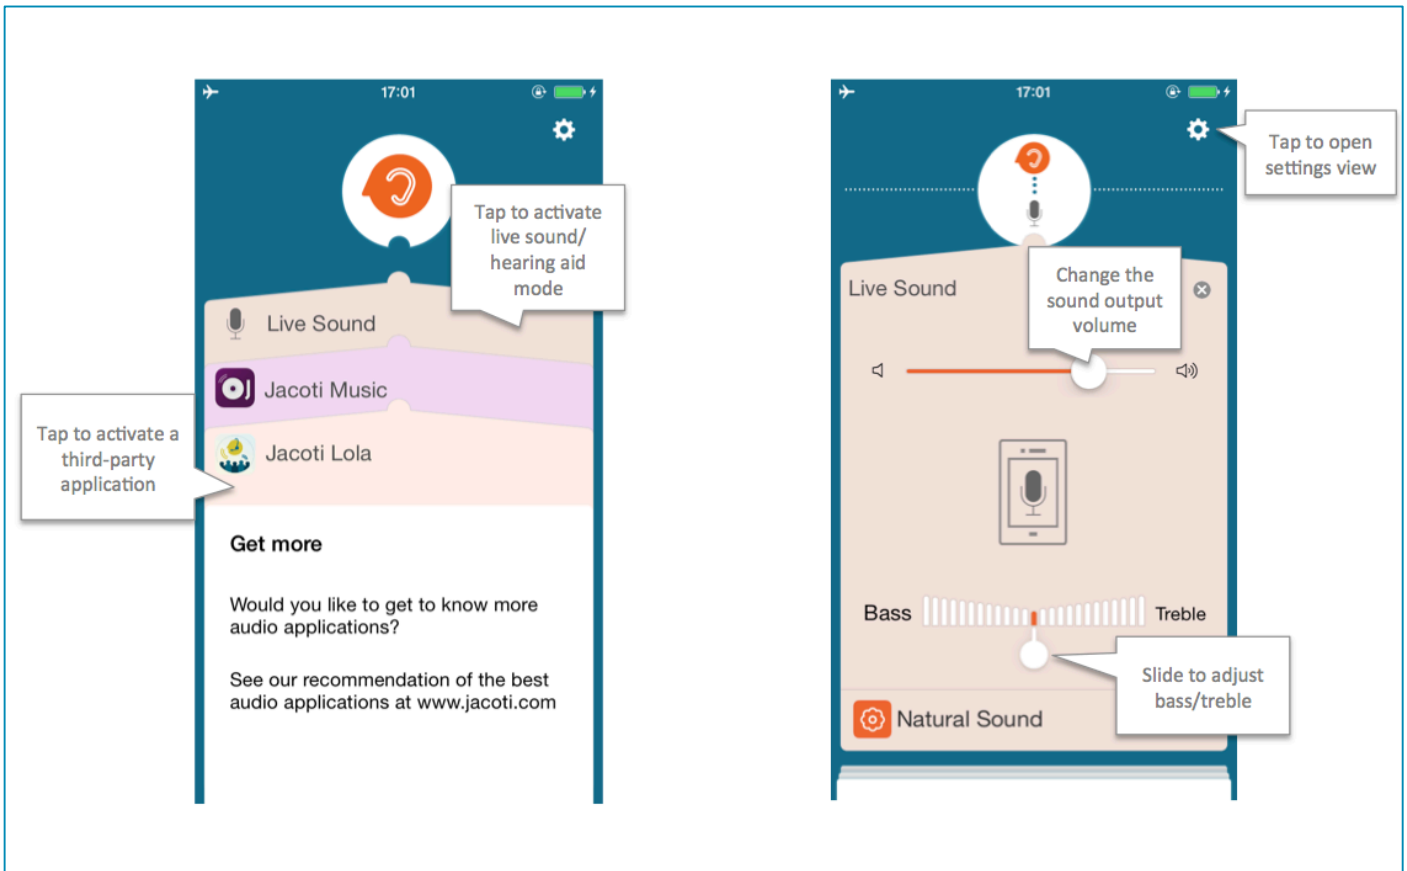 17:01
Tap to activate
live sound/
hearing aid
mode
Live Sound
Jacoti Music
Jacoti Lola
Tap to activate a
third-party
application
Get more
Would you like to get to know more
audio applications?
See our recommendation of the best
audio applications at www.jacoti.com
17:01
Tap to open
settings view
Live Sound
Change the
sound output
volume
Bass
Treble
Slide to adjust
bass/treble
Natural Sound